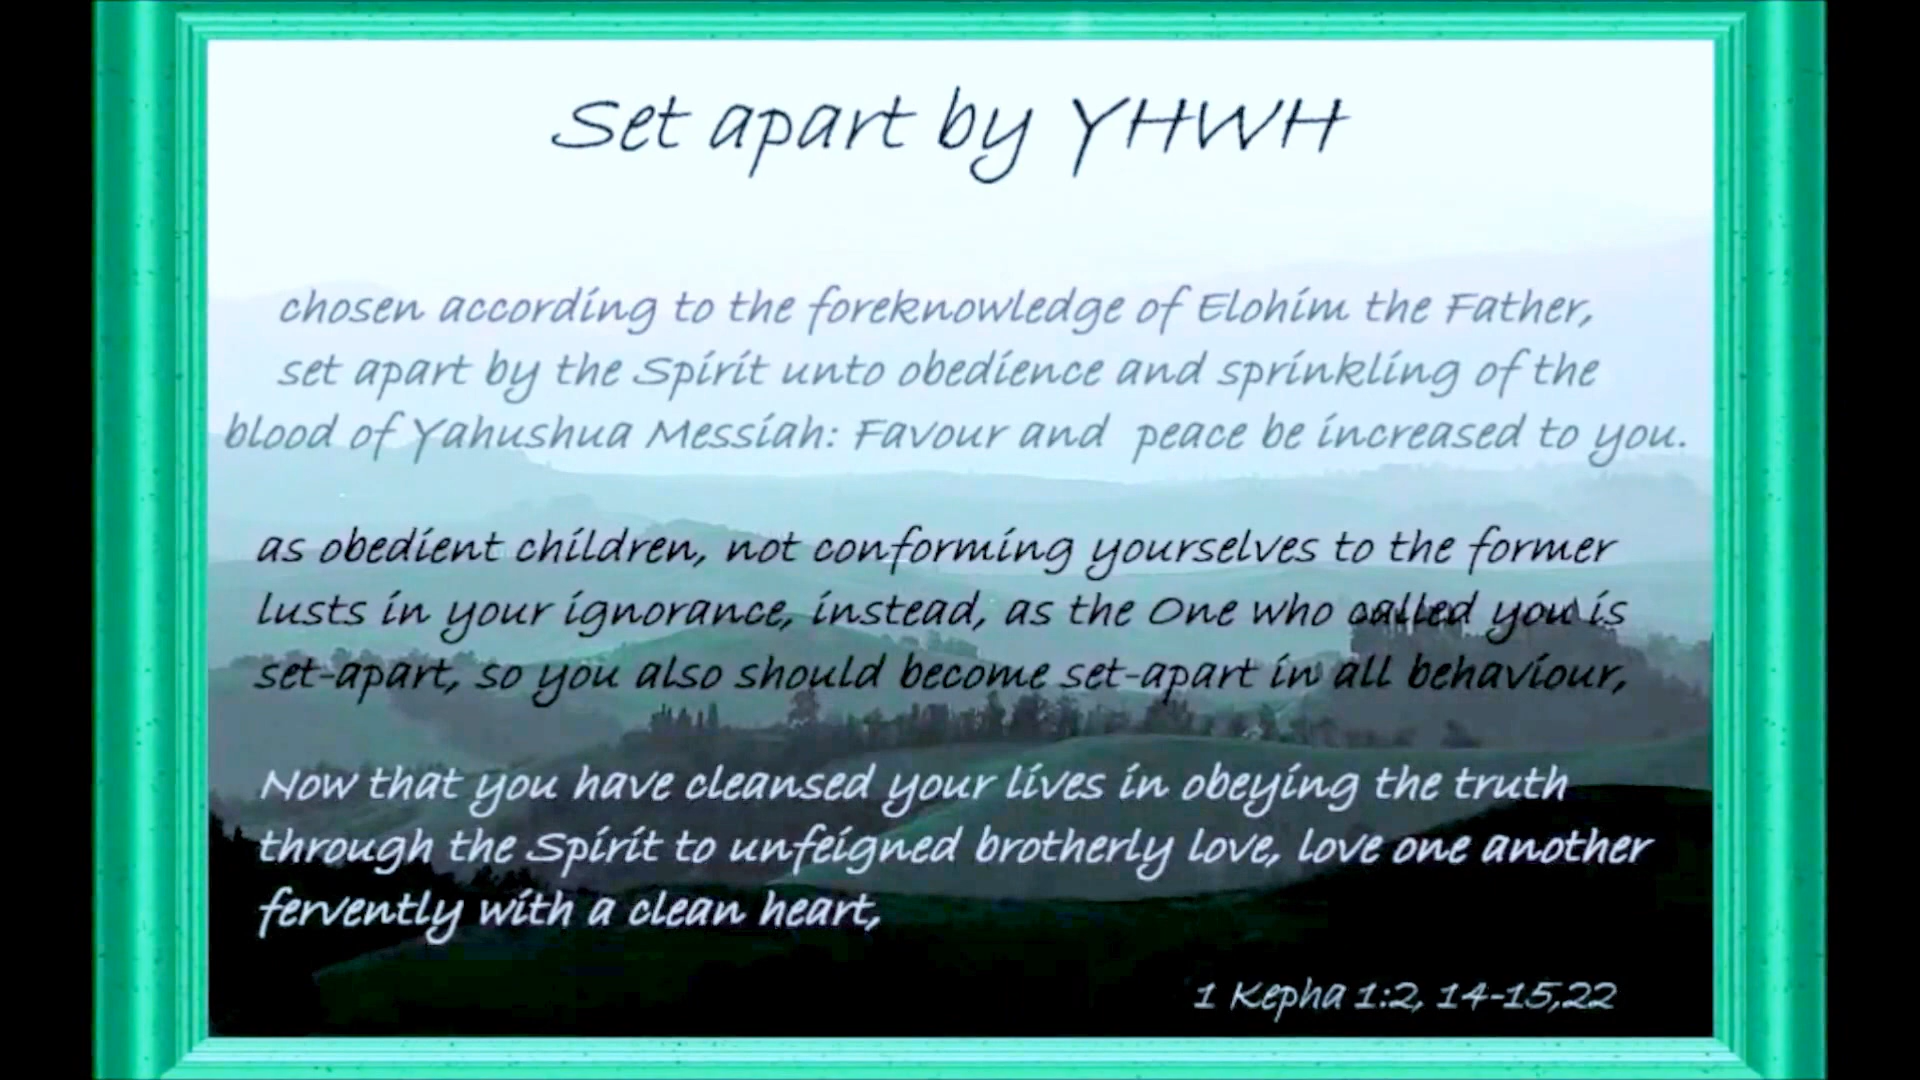 Set apart by YHWH
chosen according to the foreknowledge of Elohim the Father,
set apart by the Spirit unto obedience and sprinkling of the
blood of Yahushua Messiah: Favour and peace be increased to you.
as obedient children, not conforming yourselves to the former
lusts in your ignorance, instead, as the One who called you is
set-apart, so you also should become set-apart in all behaviour,
Now that you have cleansed your lives in obeying the truth
through the Spirit to unfeigned brotherly love, love one another
fervently with a clean heart,
1 Kepha 1:2, 14-15,22